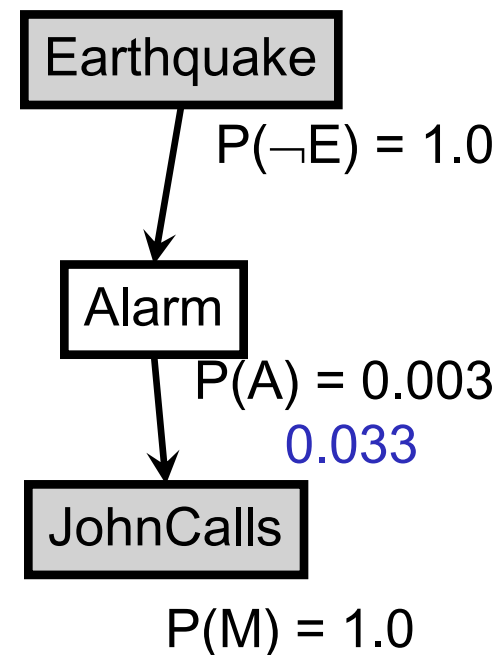 Earthquake
P(¬E) = 1.0
Alarm
P(A) = 0.003
0.033
JohnCalls
P(M) = 1.0